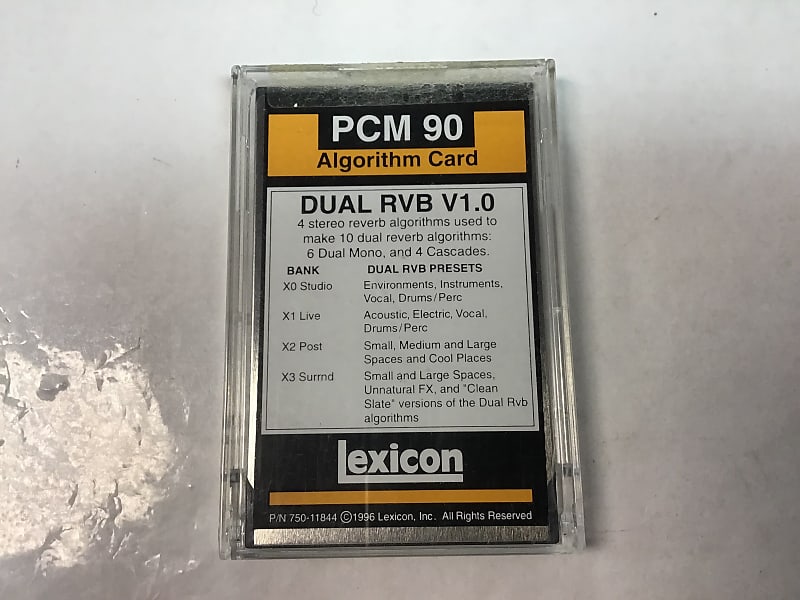 PCM 90
Algorithm Card
DUAL RVB V1.0
4 stereo reverb algorithms used to
make 10 dual reverb algorithms:
6 Dual Mono, and 4 Cascades.
BANK DUAL RVB PRESETS
X0 Studio Environments, Instruments,
Vocal, Drums/Perc
X1 Live Acoustic, Electric, Vocal,
Drums/Perc
X2 Post Small, Medium and Large
Spaces and Cool Places
X3 Surrnd Small and Large Spaces,
Unnatural FX, and "Clean
Slate" versions of the Dual Rvb
algorithms
Lexicon
P/N 750-11844 ©1996 Lexicon, Inc. All Rights Reserved